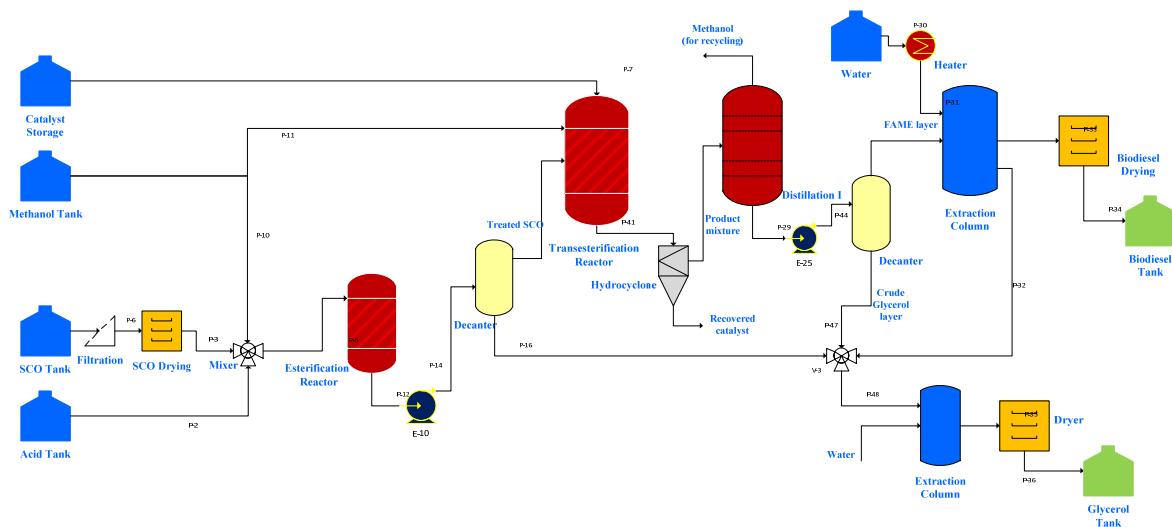 Methanol
(for recycling)
P-30
Water
Heater
P-7
Catalyst
Storage
P-31
FAME layer
P-11
P-35
Biodiesel
Drying
Methanol Tank
Treated SCO
P-41
Transesterification
Reactor
Product
mixture
Distillation I
P-29
P-44
E-25
Extraction
Column
P-34
Biodiesel
Tank
P-10
Decanter
Hydrocyclone
Crude
Glycerol
layer
P-32
Decanter
Recovered
catalyst
P-6
P-3
SCO Tank
Filtration
SCO Drying
Mixer
Esterification
Reactor
P-14
P-16
P-47
V-3
P-12
E-10
P-2
Acid Tank
P-48
Water
Extraction
Column
P-35
Dryer
P-36
Glycerol
Tank